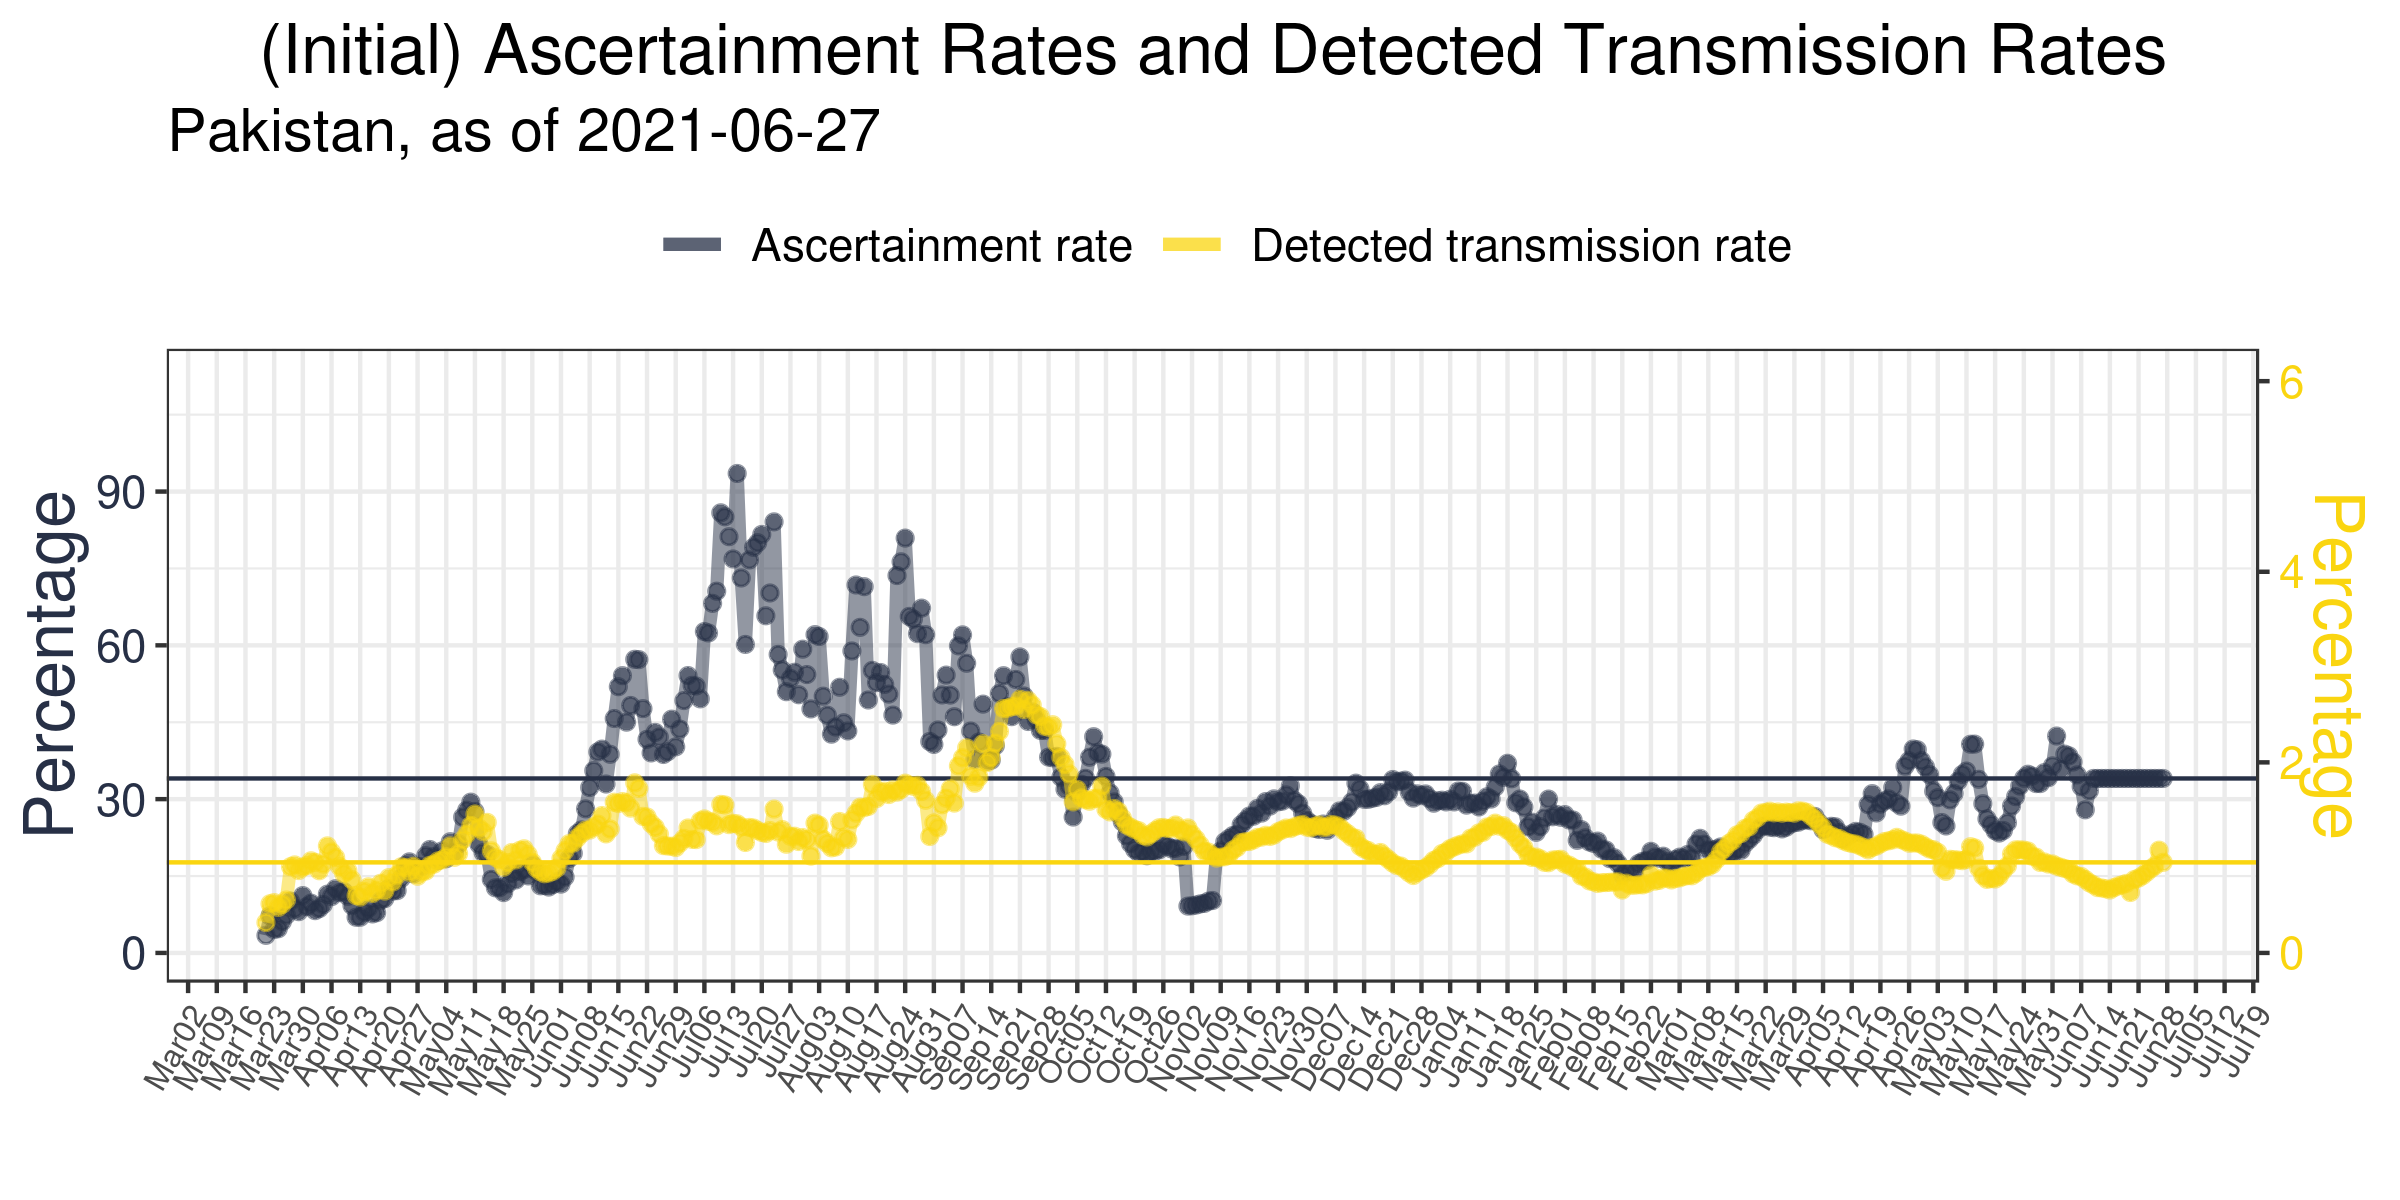 (Initial) Ascertainment Rates and Detected Transmission Rates
Pakistan, as of 2021-06-27
Ascertainment rate
Detected transmission rate
Percentage
90
60
30
0
6
4
2
0
Percentage
Mar02
Mar09
Mar16
Mar23
Mar30
Apr06
Apr13
Apr20
Apr27
May04
May11
May18
May25
Jun01
Jun08
Jun15
Jun22
Jun29
Jul06
Jul13
Jul20
Jul27
Aug03
Aug10
Aug17
Aug24
Aug31
Sep07
Sep14
Sep21
Sep28
Oct05
Oct12
Oct19
Oct26
Nov02
Nov09
Nov16
Nov23
Nov30
Dec07
Dec14
Dec21
Dec28
Jan04
Jan11
Jan18
Jan25
Feb01
Feb08
Feb15
Feb22
Mar01
Mar08
Mar15
Mar22
Mar29
Apr05
Apr12
Apr19
Apr26
May03
May10
May17
May24
May31
Jun07
Jun14
Jun21
Jun28
Jul05
Jul12
Jul19